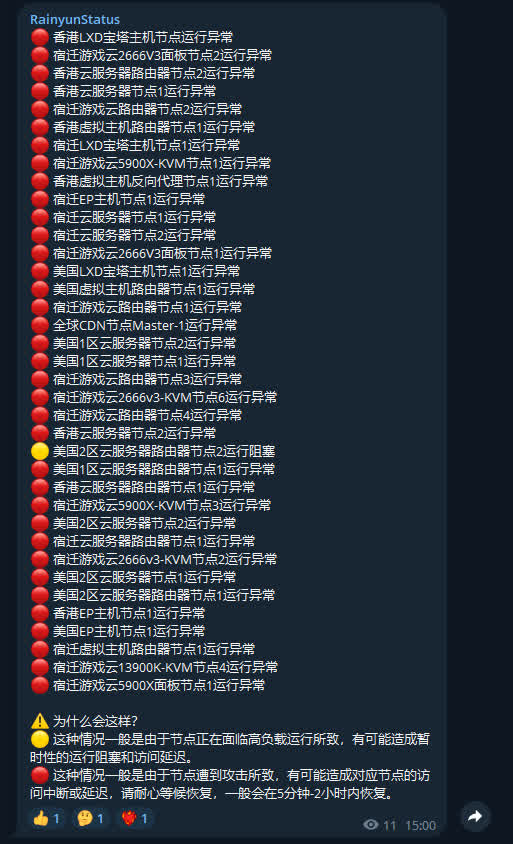 RainyunStatus
🔴 香港LXD宝塔主机节点运行异常
🔴 宿迁游戏云2666V3面板节点2运行异常
🔴 香港云服务器路由器节点2运行异常
🔴 香港云服务器节点1运行异常
🔴 宿迁游戏云路由器节点2运行异常
🔴 香港虚拟主机路由器节点1运行异常
🔴 宿迁LXD宝塔主机节点1运行异常
🔴 宿迁游戏云5900X-KVM节点1运行异常
🔴 香港虚拟主机反向代理节点1运行异常
🔴 宿迁EP主机节点1运行异常
🔴 宿迁云服务器节点1运行异常
🔴 宿迁云服务器节点2运行异常
🔴 宿迁游戏云2666V3面板节点1运行异常
🔴 美国LXD宝塔主机节点1运行异常
🔴 美国虚拟主机路由器节点1运行异常
🔴 宿迁游戏云路由器节点1运行异常
🔴 全球CDN节点Master-1运行异常
🔴 美国1区云服务器节点2运行异常
🔴 美国1区云服务器节点1运行异常
🔴 宿迁游戏云路由器节点3运行异常
🔴 宿迁游戏云2666v3-KVM节点6运行异常
🔴 宿迁游戏云路由器节点4运行异常
🔴 香港云服务器节点2运行异常
🟡 美国2区云服务器路由器节点2运行阻塞
🔴 美国1区云服务器路由器节点1运行异常
🔴 香港云服务器路由器节点1运行异常
🔴 宿迁游戏云5900X-KVM节点3运行异常
🔴 美国2区云服务器节点2运行异常
🔴 宿迁云服务器路由器节点1运行异常
🔴 宿迁游戏云2666v3-KVM节点2运行异常
🔴 美国2区云服务器节点1运行异常
🔴 美国2区云服务器路由器节点1运行异常
🔴 香港EP主机节点1运行异常
🔴 美国EP主机节点1运行异常
🔴 宿迁虚拟主机路由器节点1运行异常
🔴 宿迁游戏云13900K-KVM节点4运行异常
🔴 宿迁游戏云5900X面板节点1运行异常
⚠️ 为什么会这样?
🟡 这种情况一般是由于节点正在面临高负载运行所致，有可能造成暂
时性的运行阻塞和访问延迟。
🔴 这种情况一般是由于节点遭到攻击所致，有可能造成对应节点的访
问中断或延迟，请耐心等候恢复，一般会在5分钟-2小时内恢复。
👍 1 🤔 1 ❤️‍🔥 1 11 15:00